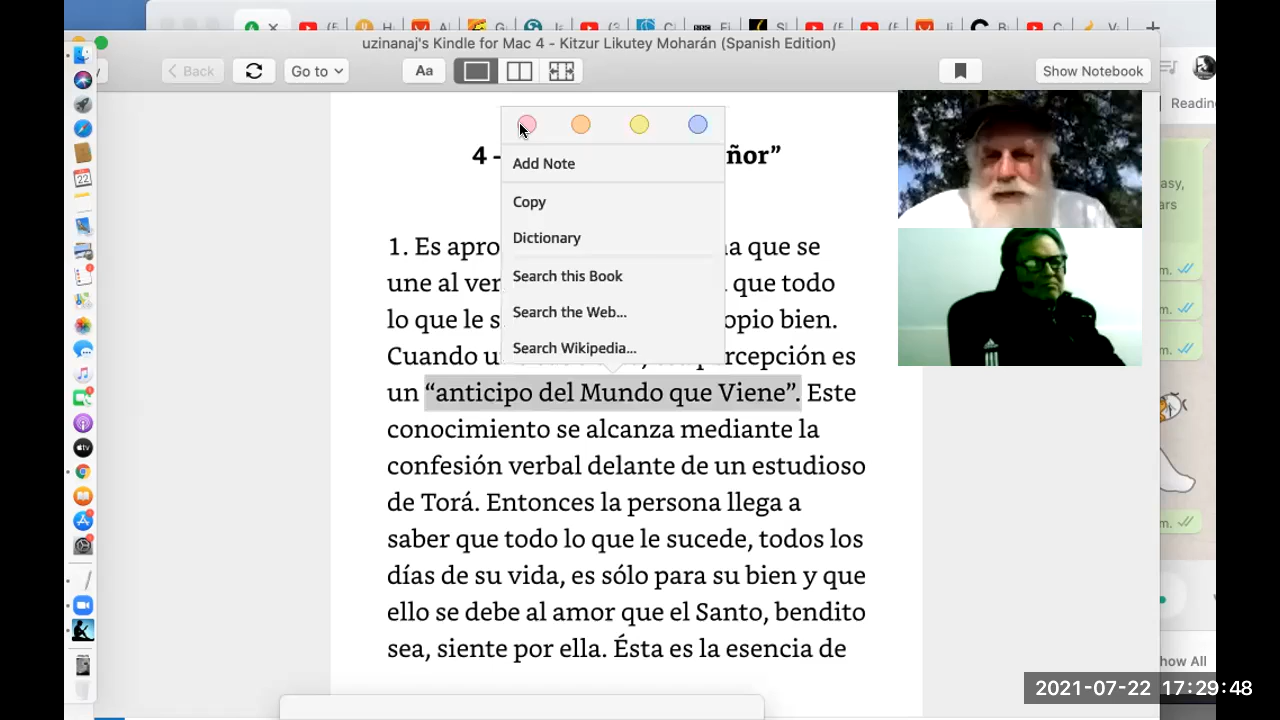 uzinanaj's Kindle for Mac 4 - Kitzur Likutey Moharán (Spanish Edition)
Back
Go to
Aa
Show Notebook
Reading
4 - ñor”
Add Note
Copy
Dictionary
Search this Book
Search the Web...
Search Wikipedia...
1. Es apro a que se
une al ver que todo
lo que le s opio bien.
Cuando u percepción es
un “anticipo del Mundo que Viene”. Este
conocimiento se alcanza mediante la
confesión verbal delante de un estudioso
de Torá. Entonces la persona llega a
saber que todo lo que le sucede, todos los
días de su vida, es sólo para su bien y que
ello se debe al amor que el Santo, bendito
sea, siente por ella. Ésta es la esencia de
asy,
ars
m.
m.
m.
m.
how All
22
2021-07-22 17:29:48